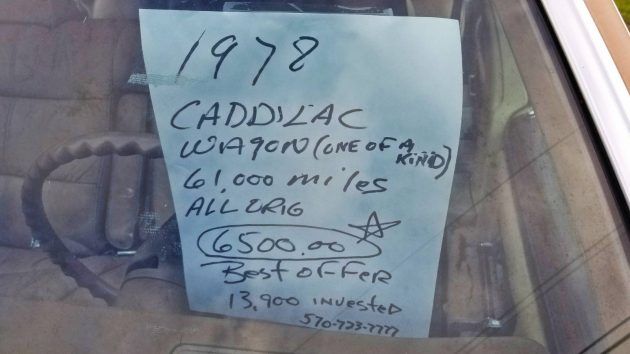 1978
CADDILAC
WAGON (ONE OF A KIND)
61,000 miles
ALL ORIG
6500.00
BEST OFFER
13,900 INVESTED
570-723-7777